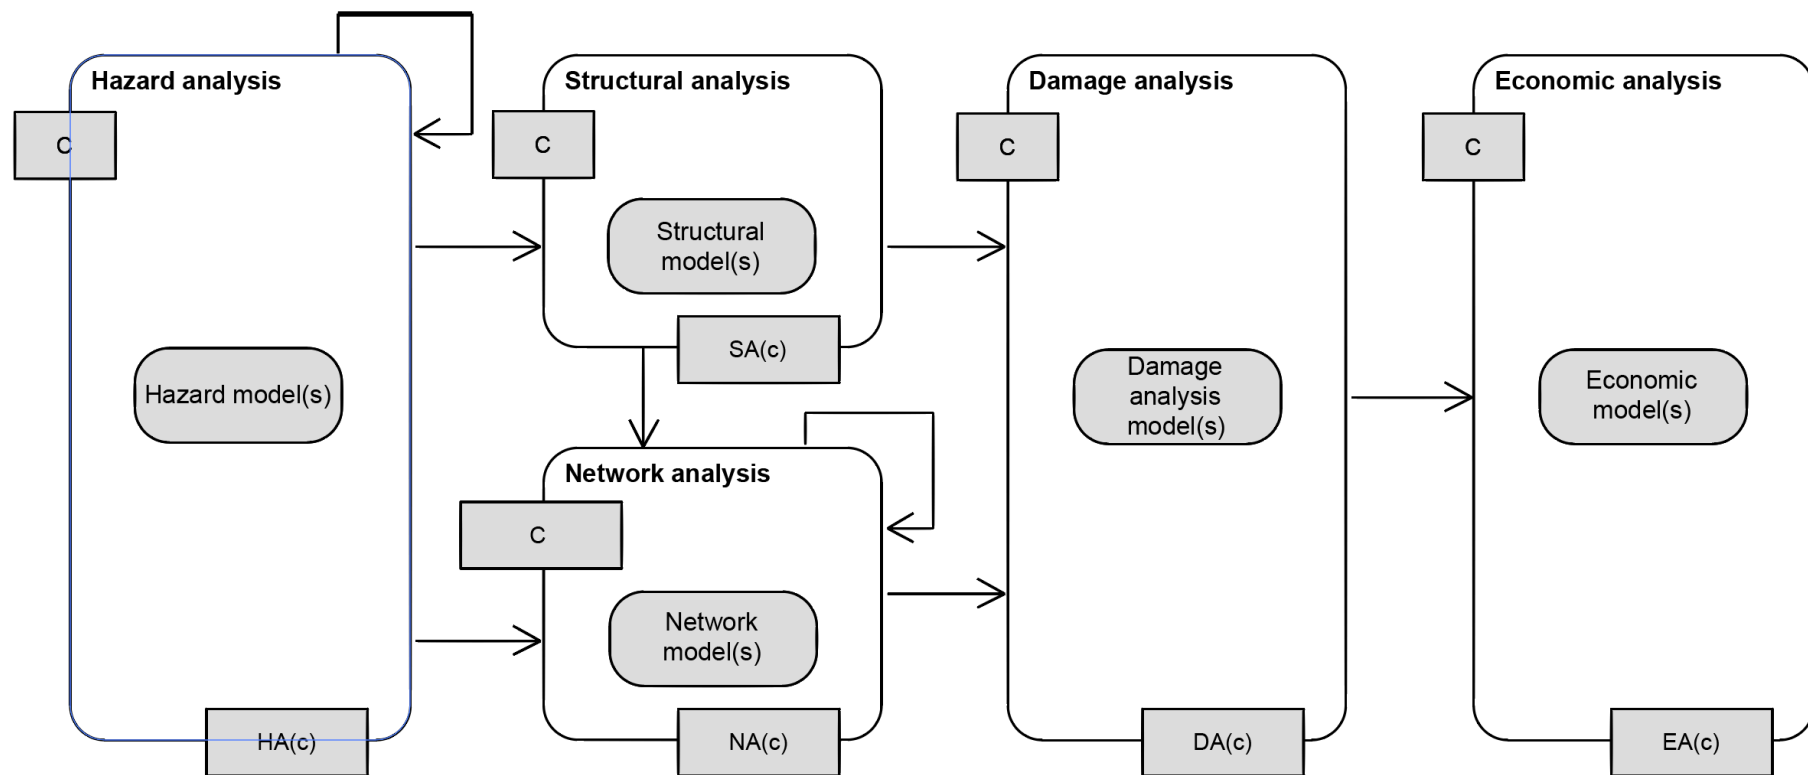 Hazard analysis
C
Hazard model(s)
HA(c)
Structural analysis
C
Structural
model(s)
SA(c)
Network analysis
C
Network
model(s)
NA(c)
Damage analysis
C
Damage
analysis
model(s)
DA(c)
Economic analysis
C
Economic
model(s)
EA(c)